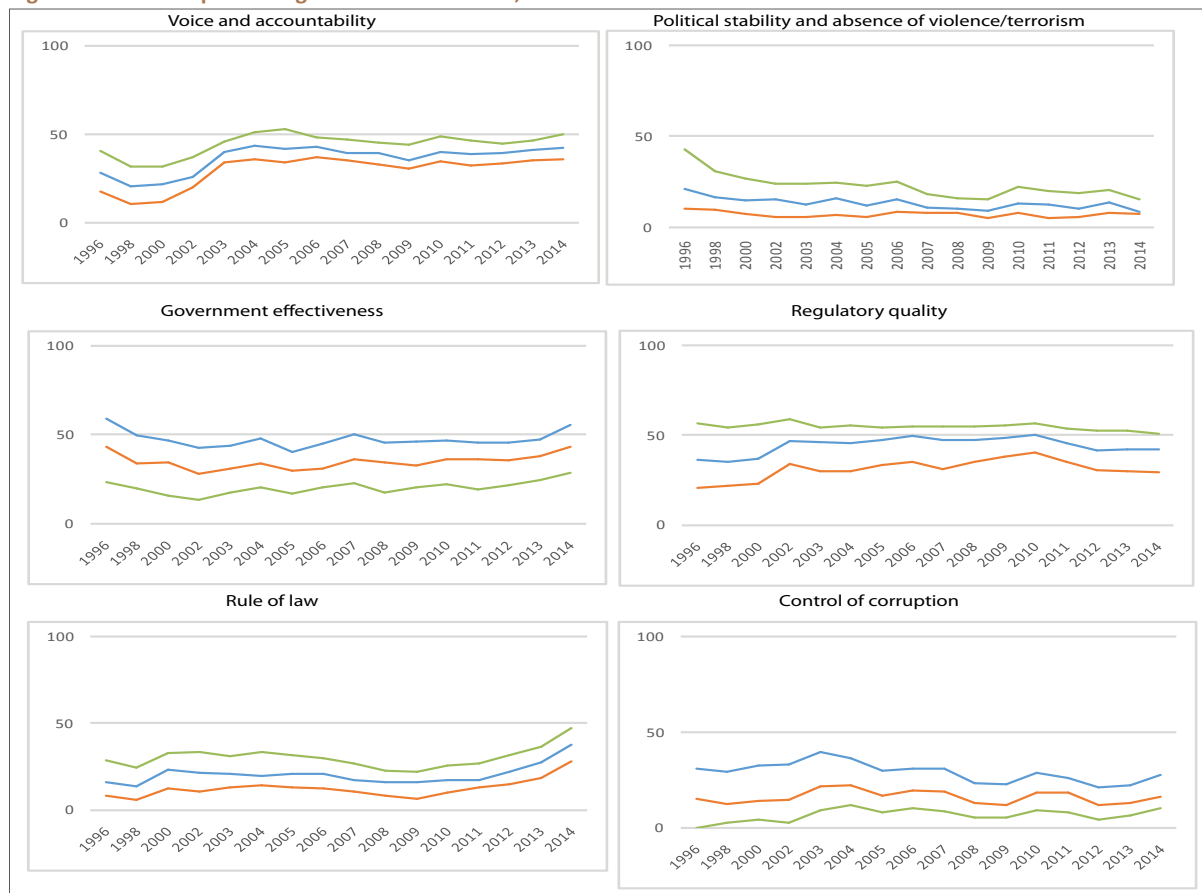 Voice and accountability
100
50
0
1996 1998 2000 2002 2003 2004 2005 2006 2007 2008 2009 2010 2011 2012 2013 2014
Political stability and absence of violence/terrorism
100
50
0
1996 1998 2000 2002 2003 2004 2005 2006 2007 2008 2009 2010 2011 2012 2013 2014
Government effectiveness
100
50
0
1996 1998 2000 2002 2003 2004 2005 2006 2007 2008 2009 2010 2011 2012 2013 2014
Regulatory quality
100
50
0
1996 1998 2000 2002 2003 2004 2005 2006 2007 2008 2009 2010 2011 2012 2013 2014
Rule of law
100
50
0
1996 1998 2000 2002 2003 2004 2005 2006 2007 2008 2009 2010 2011 2012 2013 2014
Control of corruption
100
50
0
1996 1998 2000 2002 2003 2004 2005 2006 2007 2008 2009 2010 2011 2012 2013 2014